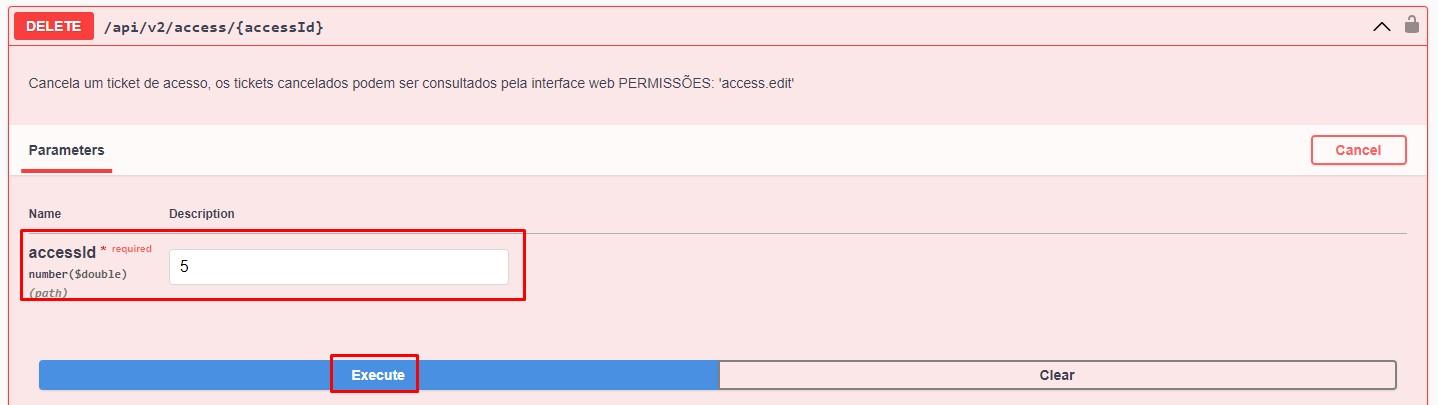 DELETE /api/v2/access/{accessId}
Cancela um ticket de acesso, os tickets cancelados podem ser consultados pela interface web PERMISSÕES: 'access.edit'
Parameters Cancel
Name Description
accessId * required
number($double) 5
(path)
Execute Clear